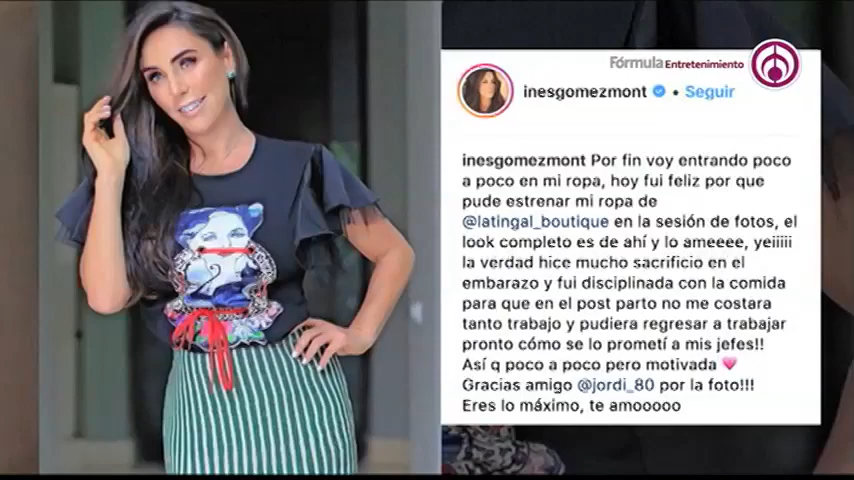 Fórmula Entretenimiento
inesgomezmont • Seguir
inesgomezmont Por fin voy entrando poco
a poco en mi ropa, hoy fui feliz por que
pude estrenar mi ropa de
@latingal_boutique en la sesión de fotos, el
look completo es de ahí y lo ameeee, yeiiiii
la verdad hice mucho sacrificio en el
embarazo y fui disciplinada con la comida
para que en el post parto no me costara
tanto trabajo y pudiera regresar a trabajar
pronto cómo se lo prometí a mis jefes!!
Así q poco a poco pero motivada
Gracias amigo @jordi_80 por la foto!!!
Eres lo máximo, te amooooo